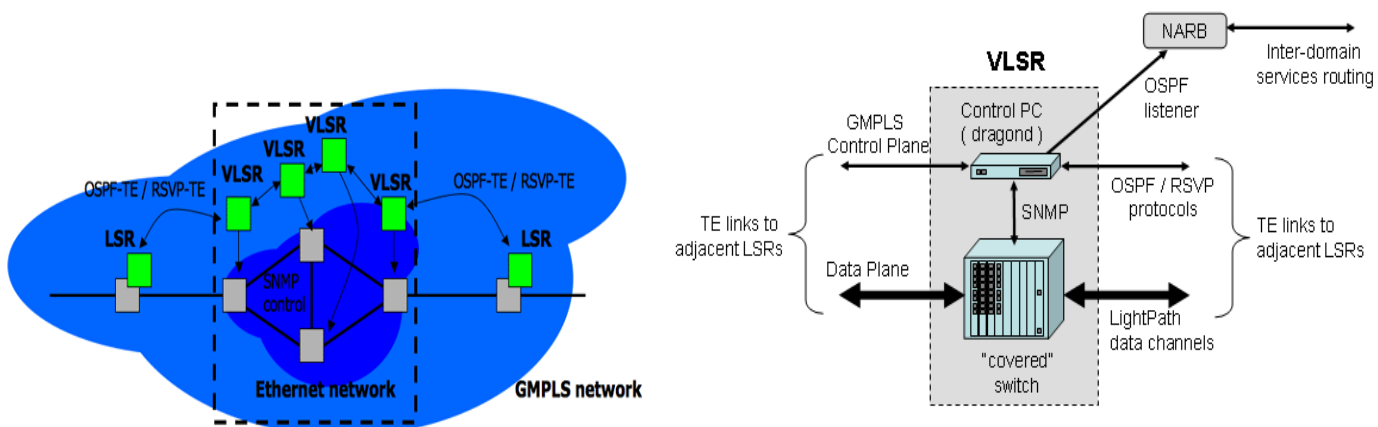 VLSR
VLSR
VLSR
VLSR
OSPF-TE / RSVP-TE
OSPF-TE / RSVP-TE
LSR
LSR
SNMP
control
Ethernet network
GMPLS network
NARB
Inter-domain
services routing
VLSR
OSPF
listener
Control PC
( dragond )
GMPLS
Control Plane
OSPF / RSVP
protocols
SNMP
TE links to
adjacent LSRs
TE links to
adjacent LSRs
Data Plane
LightPath
data channels
"covered"
switch